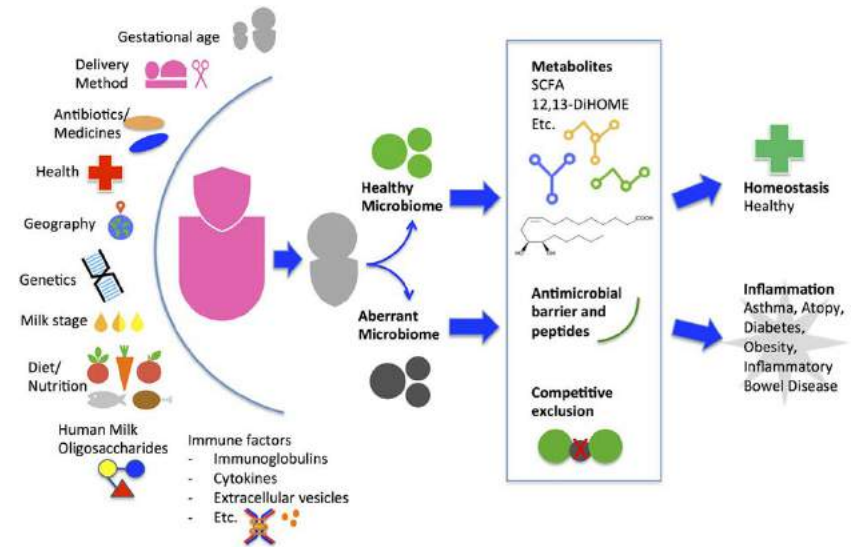 Gestational age
Delivery
Method
Antibiotics/
Medicines
Health
Geography
Genetics
Milk stage
Diet/
Nutrition
Human Milk
Oligosaccharides
Immune factors
- Immunoglobulins
- Cytokines
- Extracellular vesicles
- Etc.
Healthy
Microbiome
Aberrant
Microbiome
Metabolites
SCFA
12,13-DiHOME
Etc.
COOH
HO
OH
Antimicrobial
barrier and
peptides
Competitive
exclusion
X
Homeostasis
Healthy
Inflammation
Asthma, Atopy,
Diabetes,
Obesity,
Inflammatory
Bowel Disease